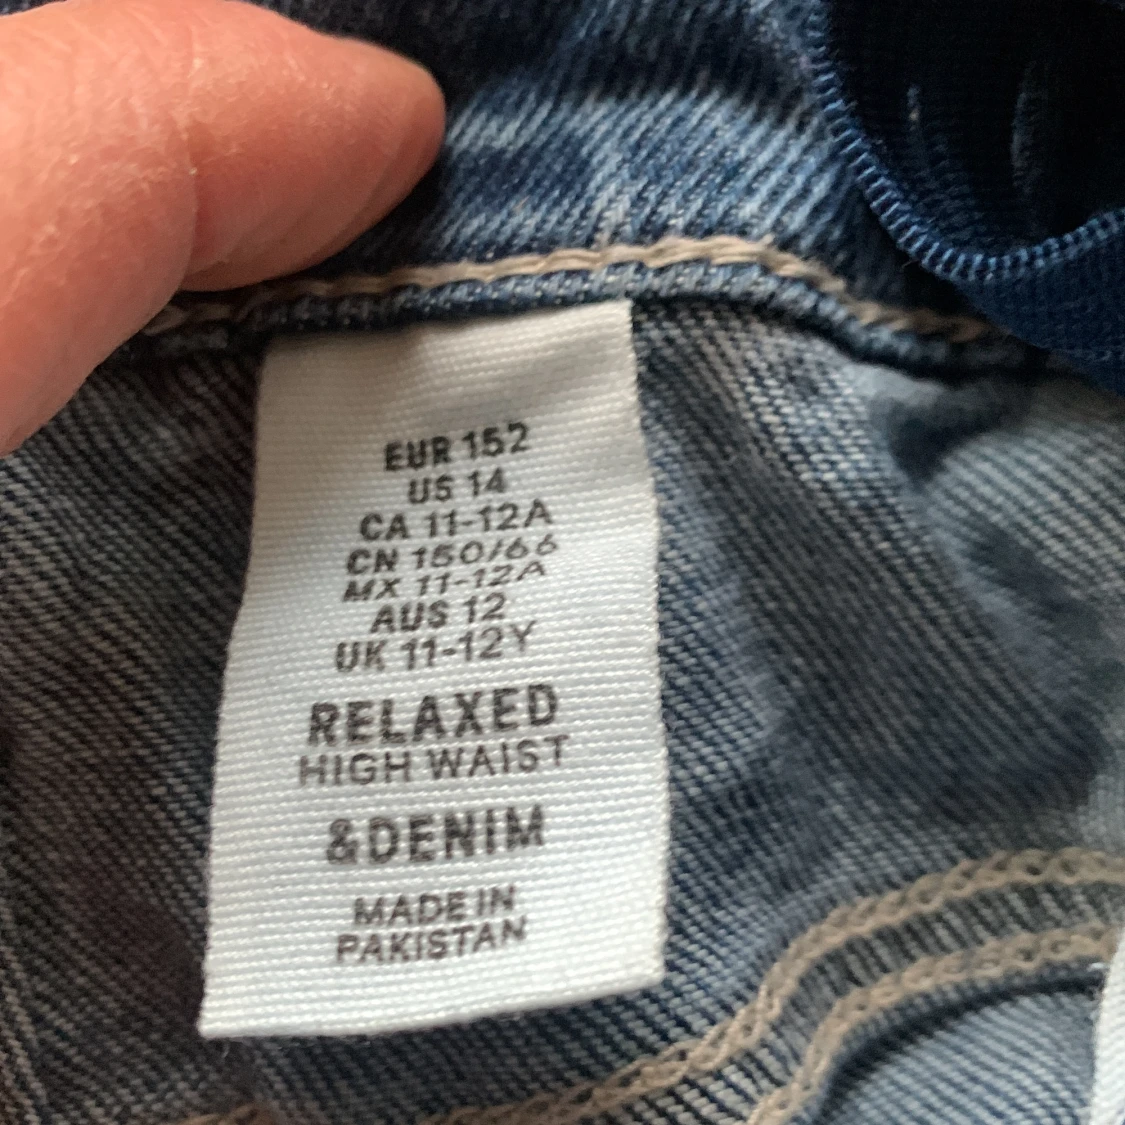 EUR 152
US 14
CA 11-12A
CN 150/66
MX 11-12A
AUS 12
UK 11-12Y
RELAXED
HIGH WAIST
&DENIM
MADE IN
PAKISTAN